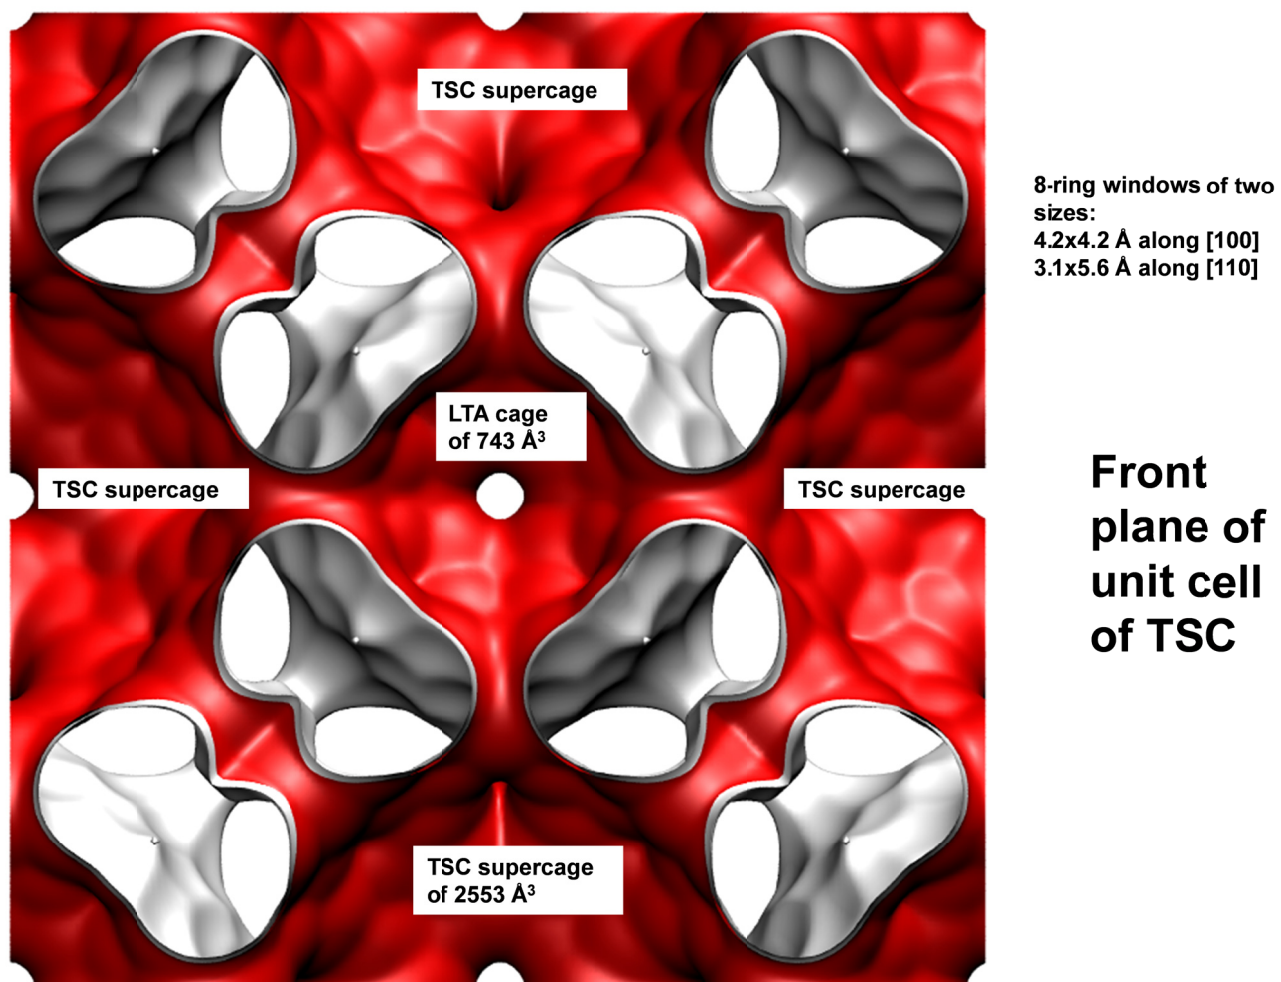 TSC supercage
8-ring windows of two
sizes:
4.2x4.2 Å along [100]
3.1x5.6 Å along [110]
LTA cage
of 743 Å³
TSC supercage
TSC supercage
Front
plane of
unit cell
of TSC
TSC supercage
of 2553 Å³